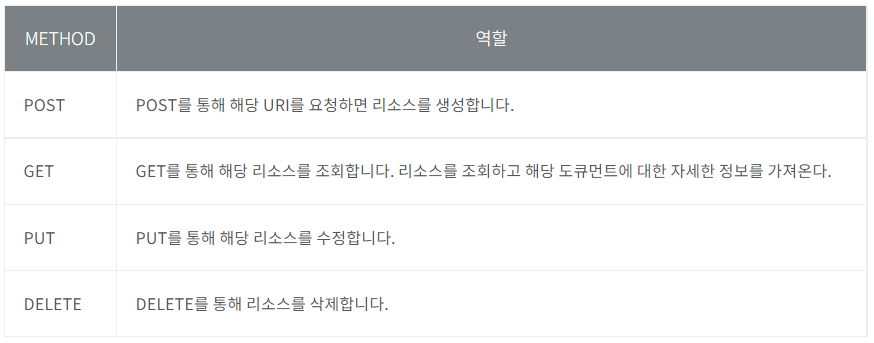 METHOD 역할
POST POST를 통해 해당 URI를 요청하면 리소스를 생성합니다.
GET GET를 통해 해당 리소스를 조회합니다. 리소스를 조회하고 해당 도큐먼트에 대한 자세한 정보를 가져온다.
PUT PUT를 통해 해당 리소스를 수정합니다.
DELETE DELETE를 통해 리소스를 삭제합니다.